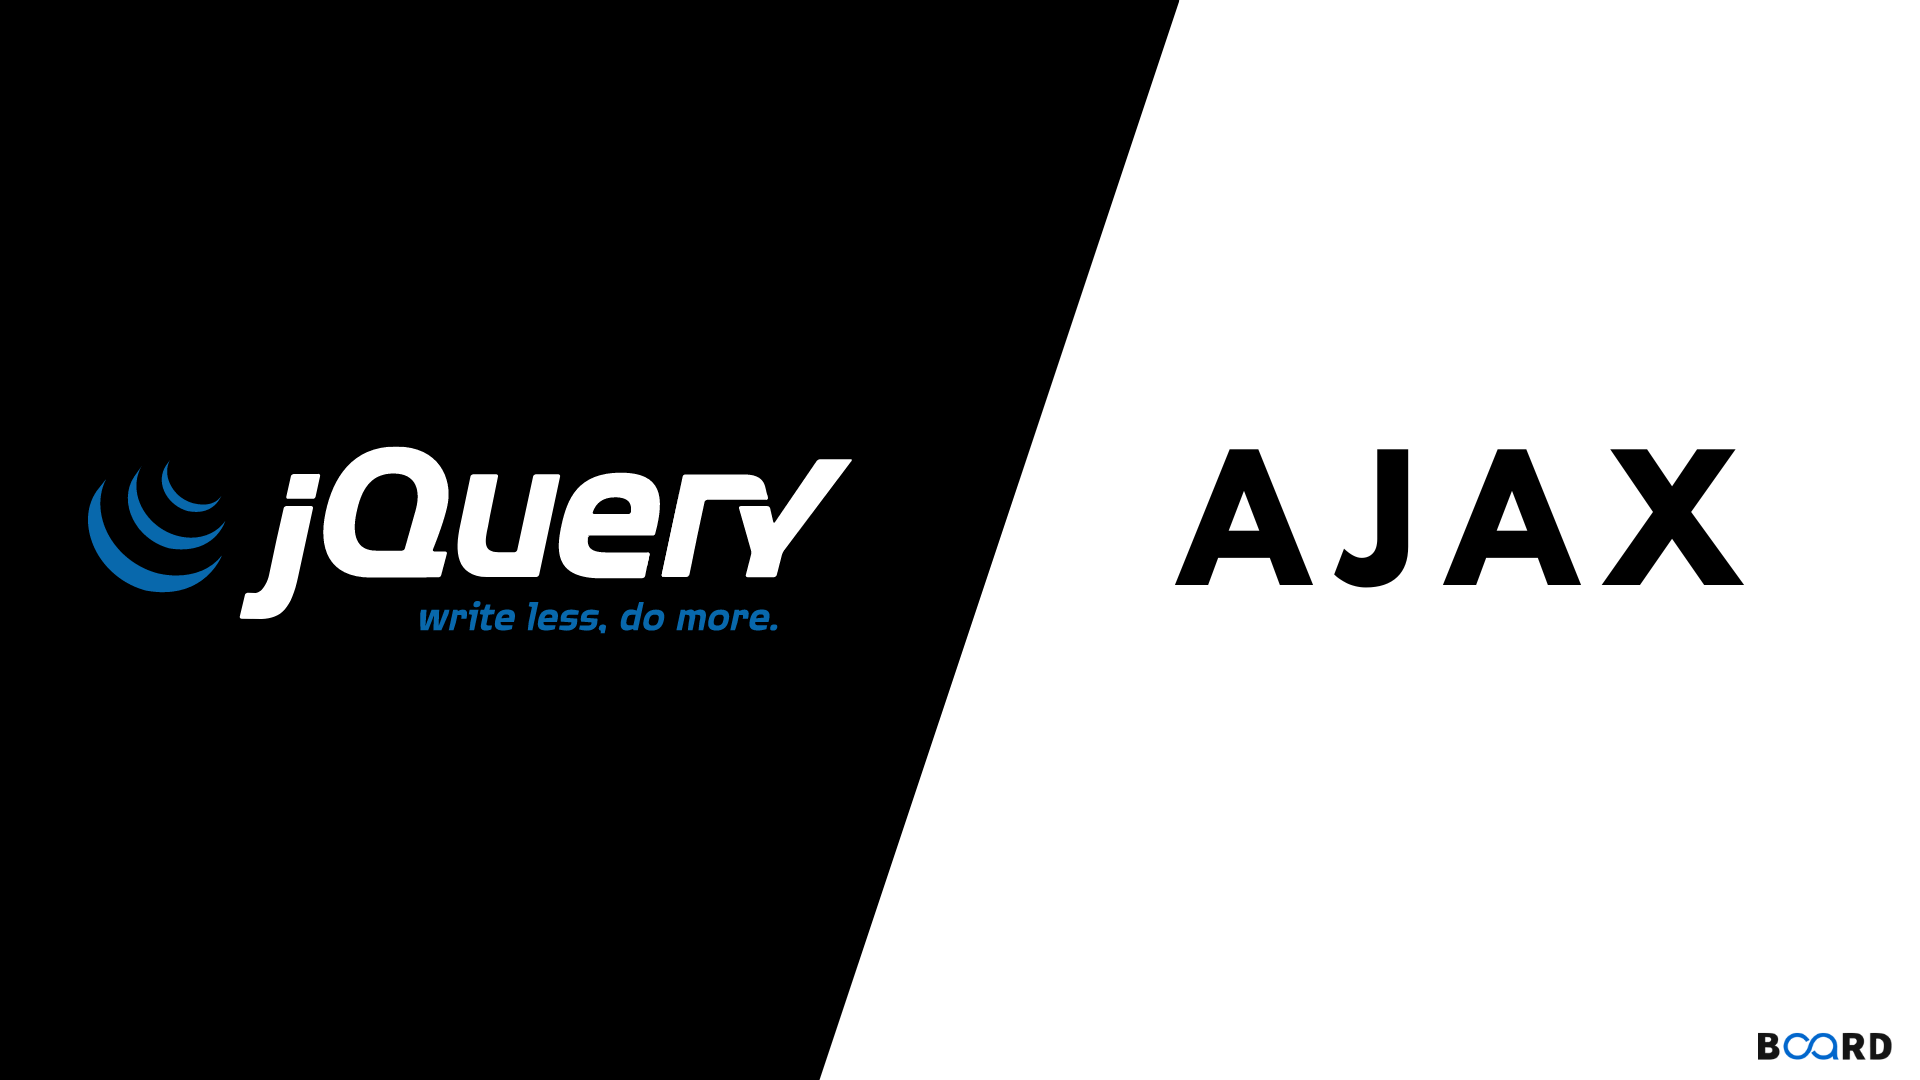 jQuery
write less, do more.
AJAX
BOARD